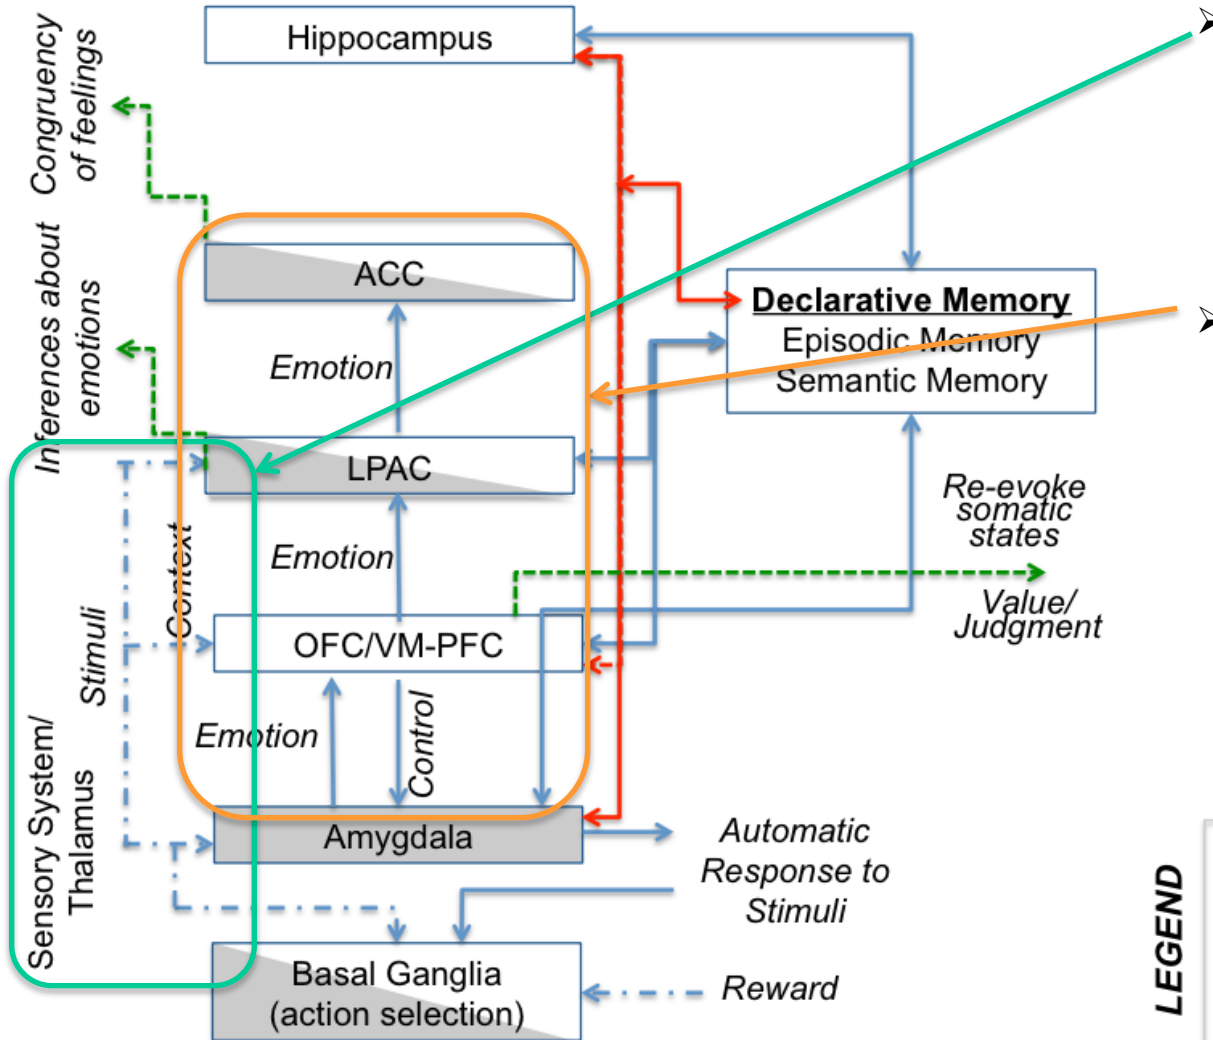 Hippocampus
Congruency
of feelings
ACC
Declarative Memory
Episodic Memory
Semantic Memory
Inferences about
emotions
Emotion
LPAC
Re-evoke
somatic
states
Context
Emotion
Value/
Judgment
Stimuli
OFC/VM-PFC
Emotion
Control
Sensory System/
Thalamus
Amygdala
Automatic
Response to
Stimuli
Basal Ganglia
(action selection)
Reward
LEGEND